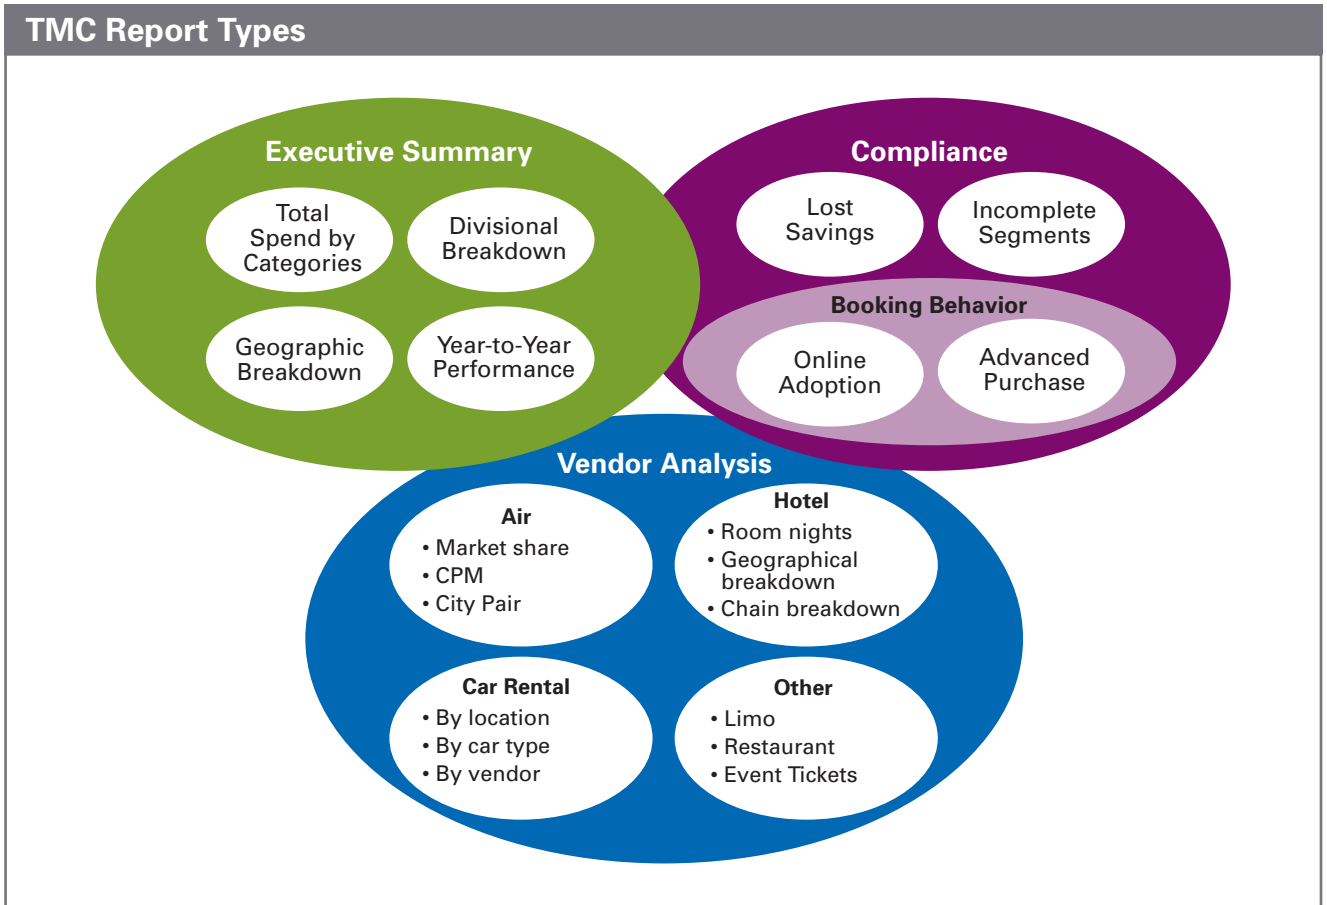 TMC Report Types
Executive Summary
Total
Spend by
Categories
Divisional
Breakdown
Geographic
Breakdown
Year-to-Year
Performance
Compliance
Lost
Savings
Incomplete
Segments
Booking Behavior
Online
Adoption
Advanced
Purchase
Vendor Analysis
Air
• Market share
• CPM
• City Pair
Hotel
• Room nights
• Geographical
breakdown
• Chain breakdown
Car Rental
• By location
• By car type
• By vendor
Other
• Limo
• Restaurant
• Event Tickets